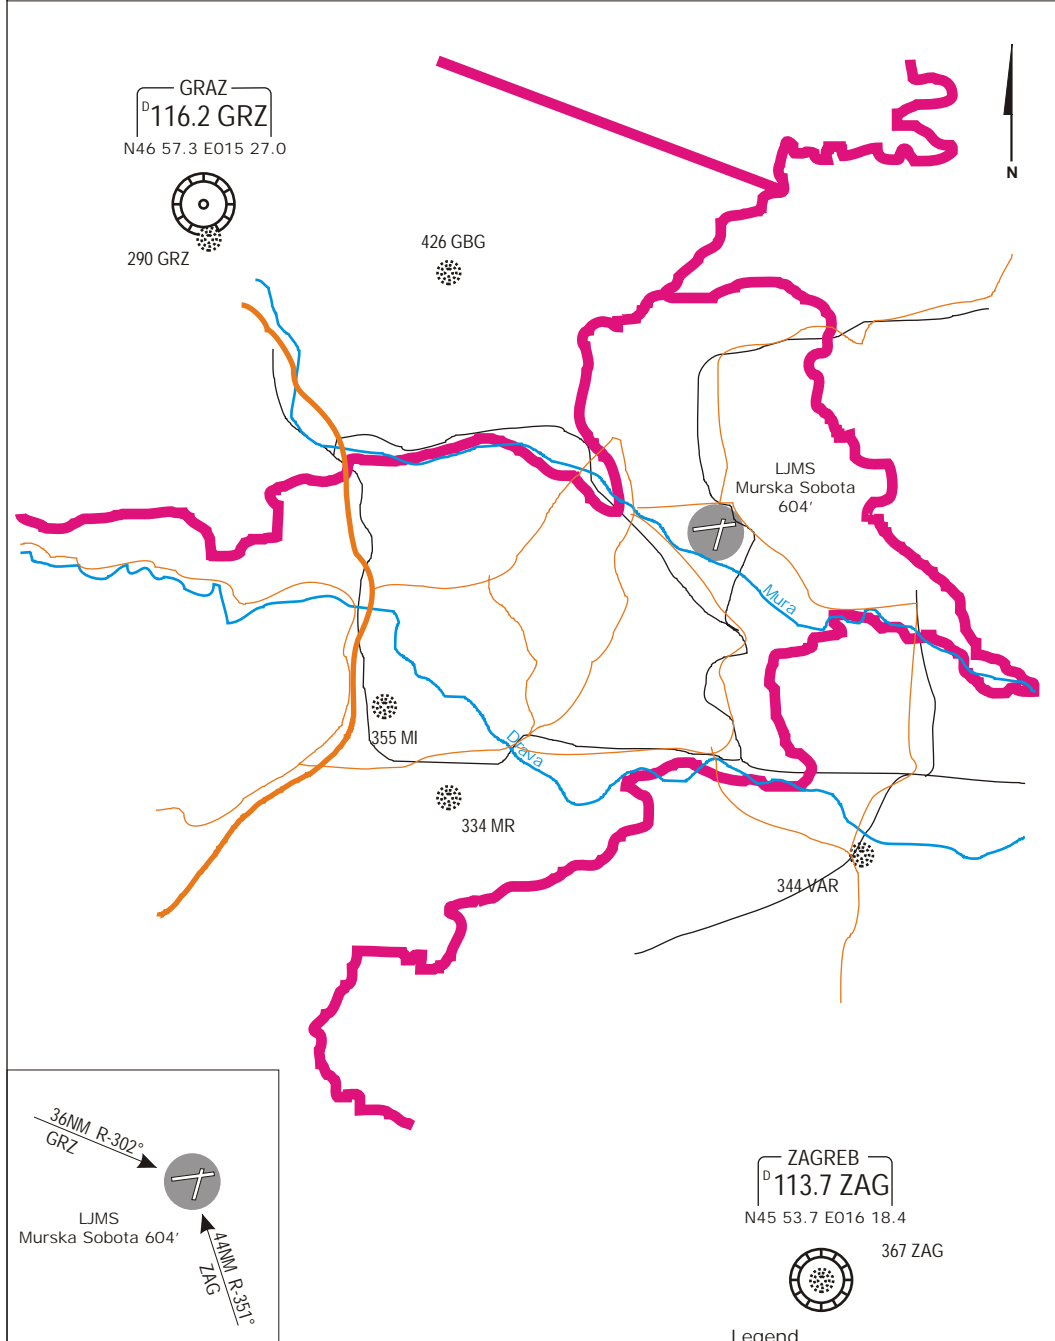 GRAZ
D 116.2 GRZ
N46 57.3 E015 27.0
290 GRZ
426 GBG
N
LJMS
Murska Sobota
604'
Mura
355 MI
Drava
334 MR
344 VAR
36NM R-302°
GRZ
LJMS
Murska Sobota 604'
44NM R-351°
ZAG
ZAGREB
D 113.7 ZAG
N45 53.7 E016 18.4
367 ZAG
Legend